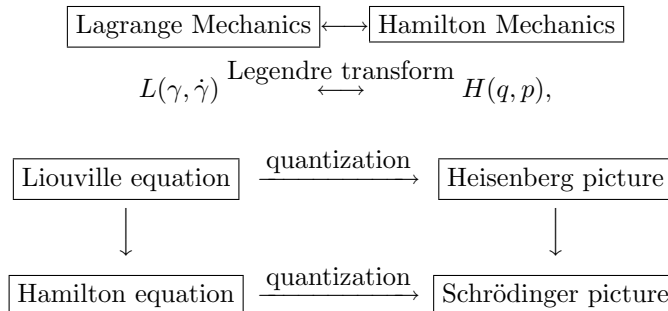 Lagrange Mechanics ⟷ Hamilton Mechanics
L(γ, γ̇) Legendre transform ⟷ H(q, p),
Liouville equation quantization ⟶ Heisenberg picture
↓ ↓
Hamilton equation quantization ⟶ Schrödinger picture